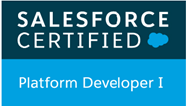 SALESFORCE
CERTIFIED
Platform Developer I